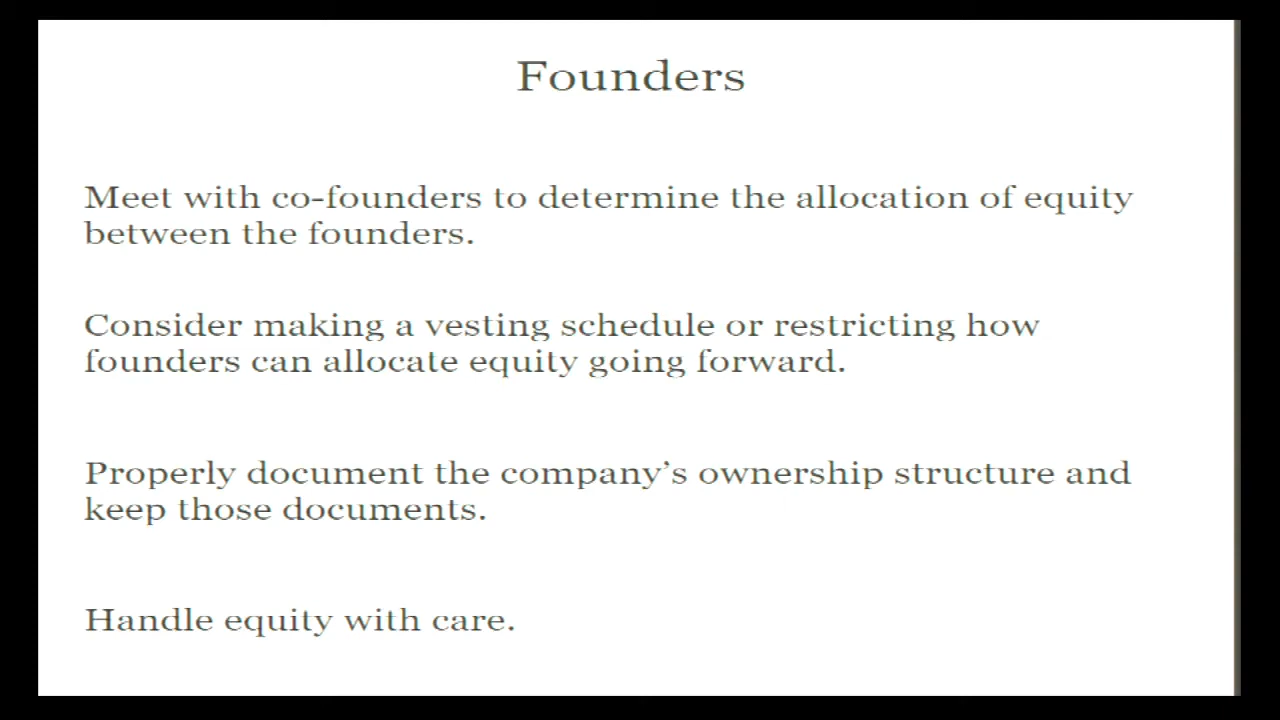 Founders
Meet with co-founders to determine the allocation of equity
between the founders.
Consider making a vesting schedule or restricting how
founders can allocate equity going forward.
Properly document the company’s ownership structure and
keep those documents.
Handle equity with care.